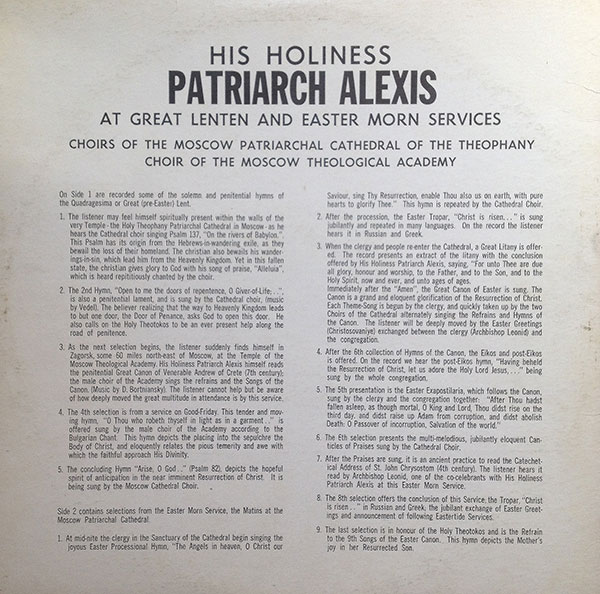 HIS HOLINESS
PATRIARCH ALEXIS
AT GREAT LENTEN AND EASTER MORN SERVICES
CHOIRS OF THE MOSCOW PATRIARCHAL CATHEDRAL OF THE THEOPHANY
CHOIR OF THE MOSCOW THEOLOGICAL ACADEMY
On Side 1 are recorded some of the solemn and penitential hymns of
the Quadragesima or Great (pre-Easter) Lent.
1. The listener may feel himself spiritually present within the walls of the
very Temple - the Holy Theophany Patriarchal Cathedral in Moscow - as he
hears the Cathedral choir singing Psalm 137, "On the rivers of Babylon."
This Psalm has its origin from the Hebrews-in-wandering exile, as they
bewail the loss of their homeland. The christian also bewails his wander-
ings-in-sin, which lead him from his Heavenly Kingdom. Yet in this fallen
state, the christian gives glory to God with his song of praise, "Alleluia",
which is heard repititiously chanted by the choir.
2. The 2nd Hymn, "Open to me the doors of repentence, O Giver-of-Life; . .",
is also a penitential lament, and is sung by the Cathedral choir, (music
by Vedel). The believer realizing that the way to Heavenly Kingdom leads
to but one door, the Door of Penance, asks God to open this door. He
also calls on the Holy Theotokos to be an ever present help along the
road of penitence.
3. As the next selection begins, the listener suddenly finds himself in
Zagorsk, some 60 miles north-east of Moscow, at the Temple of the
Moscow Theological Academy. His Holiness Patriarch Alexis himself reads
the penitential Great Canon of Venerable Andrew of Crete (7th century);
the male choir of the Academy sings the refrains and the Songs of the
Canon. (Music by D. Bortniansky). The listener cannot help but be aware
of how deeply moved the great multitude in attendance is by this service.
4. The 4th selection is from a service on Good-Friday. This tender and mov-
ing hymn, "O Thou who robeth thyself in light as in a garment . ." is
offered sung by the male choir of the Academy according to the
Bulgarian Chant. This hymn depicts the placing into the sepulchre the
Body of Christ, and eloquently relates the pious temerity and awe with
which the faithful approach His Divinity.
5. The concluding Hymn "Arise, O God . ." (Psalm 82), depicts the hopeful
spirit of anticipation in the near imminent Resurrection of Christ. It is
being sung by the Moscow Cathedral Choir.
Side 2 contains selections from the Easter Morn Service, the Matins at the
Moscow Patriarchal Cathedral
1. At mid-nite the clergy in the Sanctuary of the Cathedral begin singing the
joyous Easter Processional Hymn, "The Angels in heaven, O Christ our
Saviour, sing Thy Resurrection, enable Thou also us on earth, with pure
hearts to glorify Thee." This hymn is repeated by the Cathedral Choir.
2. After the procession, the Easter Tropar, "Christ is risen. . ." is sung
jubilantly and repeated in many languages. On the record the listener
hears it in Russian and Greek.
3. When the clergy and people re-enter the Cathedral, a Great Litany is offer-
ed. The record presents an extract of the litany with the conclusion
offered by His Holiness Patriarch Alexis, saying, "For unto Thee are due
all glory, honour and worship, to the Father, and to the Son, and to the
Holy Spirit, now and ever, and unto ages of ages.
Immediately after the "Amen", the Great Canon of Easter is sung. The
Canon is a grand and eloquent glorification of the Resurrection of Christ.
Each Theme-Song is begun by the clergy, and quickly taken up by the two
Choirs of the Cathedral alternately singing the Refrains and Hymns of
the Canon. The listener will be deeply moved by the Easter Greetings
(Christosovaniye) exchanged between the clergy (Archbishop Leonid) and
the congregation.
4. After the 6th collection of Hymns of the Canon, the Eikos and post-Eikos
is offered. On the record we hear the post-Eikos hymn, "Having beheld
the Resurrection of Christ, let us adore the Holy Lord Jesus, . . ." being
sung by the whole congregation.
5. The 5th presentation is the Easter Exapostilaria, which follows the Canon,
sung by the clergy and the congregation together: "After Thou hadst
fallen asleep, as though mortal, O King and Lord, Thou didst rise on the
third day, and didst raise up Adam from corruption, and didst abolish
Death: O Passover of incorruption, Salvation of the world."
6. The 6th selection presents the multi-melodious, jubilantly eloquent Can-
ticles of Praises sung by the Cathedral Choir.
7. After the Praises are sung, it is an ancient practice to read the Catechet-
ical Address of St. John Chrysostom (4th century). The listener hears it
read by Archbishop Leonid, one of the co-celebrants with His Holiness
Patriarch Alexis at this Easter Morn Service.
8. The 8th selection offers the conclusion of this Service; the Tropar, "Christ
is risen . ." in Russian and Greek; the jubilant exchange of Easter Greet-
ings and announcement of following Eastertide Services.
9. The last selection is in honour of the Holy Theotokos and is the Refrain
to the 9th Songs of the Easter Canon. This hymn depicts the Mother's
joy in her Resurrected Son.